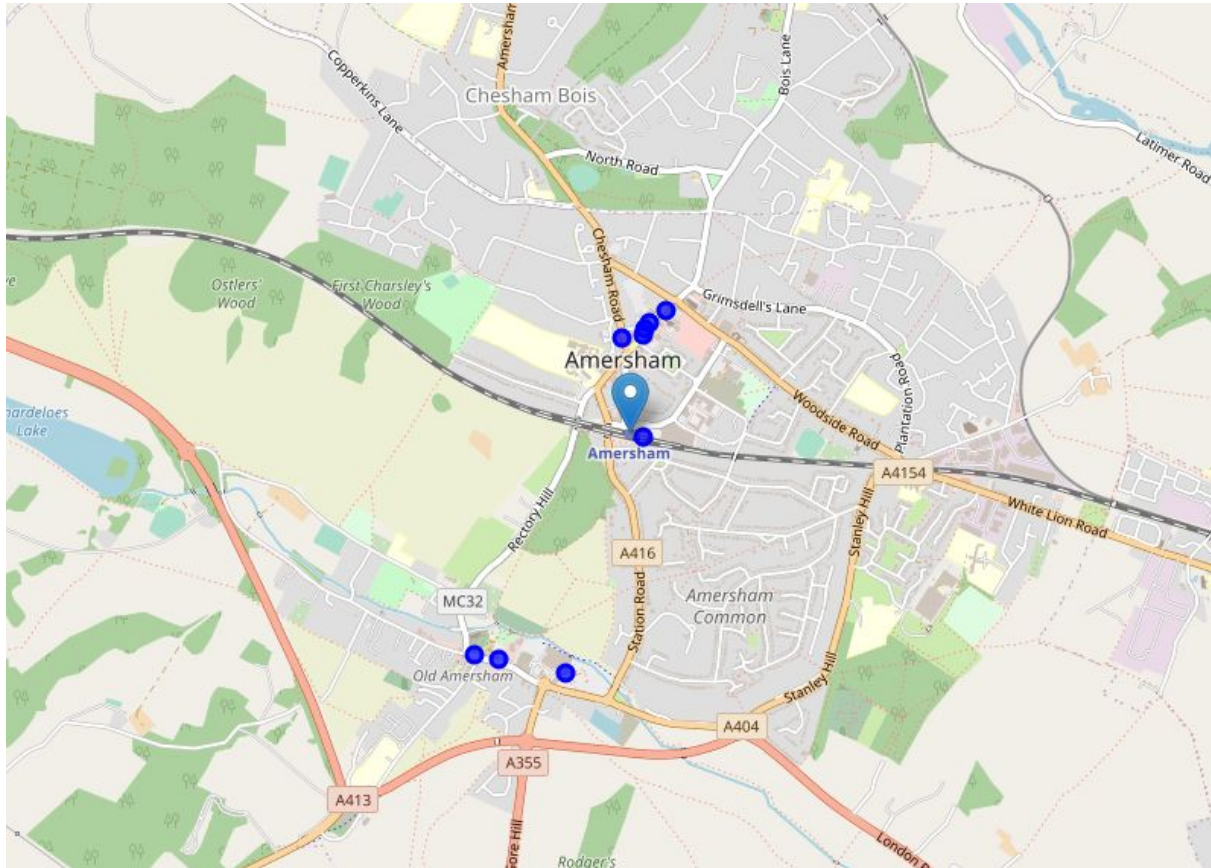 Amersham
Copperkins Lane
Chesham Bois
Bois Lane
North Road
Latimer Road
Chesham Road
Ostlers'
Wood
First Charsley's
Wood
Grimsdell's Lane
Amersham
Plantation Road
Woodside Road
Lake
Amersham
A4154
White Lion Road
Rectory Hill
Stanley Hill
A416
MC32
Station Road
Amersham
Common
Old Amersham
Stanley Hill
A404
A355
A413
London
Rodger's